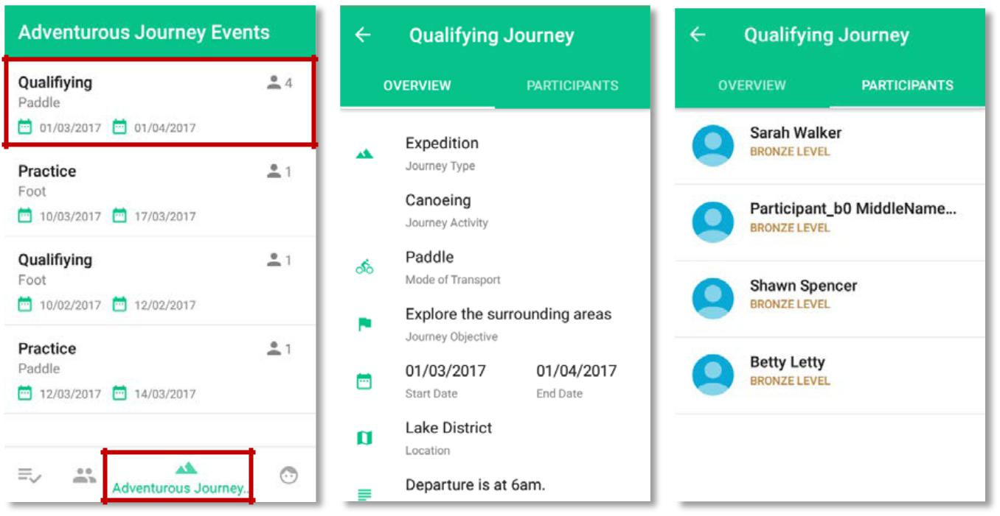 Adventurous Journey Events
Qualifiying
4
Paddle
01/03/2017 01/04/2017
Practice
1
Foot
10/03/2017 17/03/2017
Qualifiying
1
Foot
10/02/2017 12/02/2017
Practice
1
Paddle
12/03/2017 14/03/2017
Adventurous Journey..
Qualifying Journey
OVERVIEW PARTICIPANTS
Expedition
Journey Type
Canoeing
Journey Activity
Paddle
Mode of Transport
Explore the surrounding areas
Journey Objective
01/03/2017 01/04/2017
Start Date End Date
Lake District
Location
Departure is at 6am.
Qualifying Journey
OVERVIEW PARTICIPANTS
Sarah Walker
BRONZE LEVEL
Participant_b0 MiddleName...
BRONZE LEVEL
Shawn Spencer
BRONZE LEVEL
Betty Letty
BRONZE LEVEL